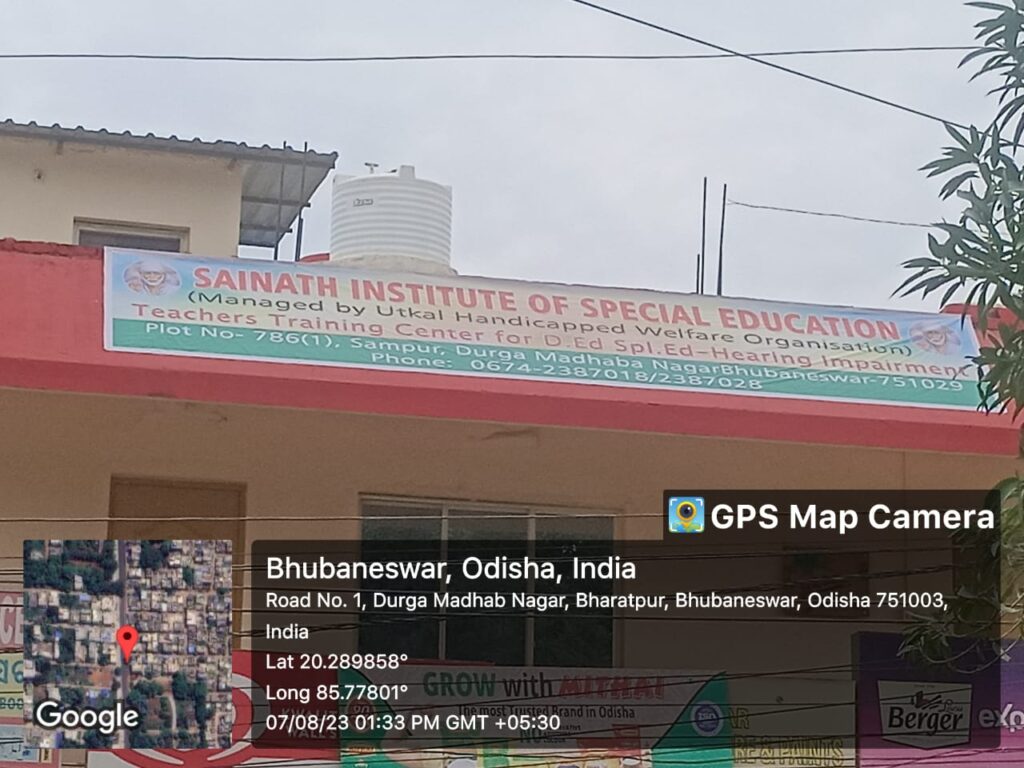 SAINATH INSTITUTE OF SPECIAL EDUCATION
(Managed by Utkal Handicapped Welfare Organisation)
Teachers Training Center for D.Ed Spl.Ed-Hearing Impairment
Plot No- 786(1), Sampur, Durga Madhaba NagarBhubaneswar-751029
Phone: 0674-2387018/2387028
GPS Map Camera
Bhubaneswar, Odisha, India
Road No. 1, Durga Madhab Nagar, Bharatpur, Bhubaneswar, Odisha 751003,
India
Lat 20.289858°
Long 85.77801°
07/08/23 01:33 PM GMT +05:30
Google
GROW with MITHAI
The most Trusted Brand in Odisha
KWALITY
WALL'S
Berger